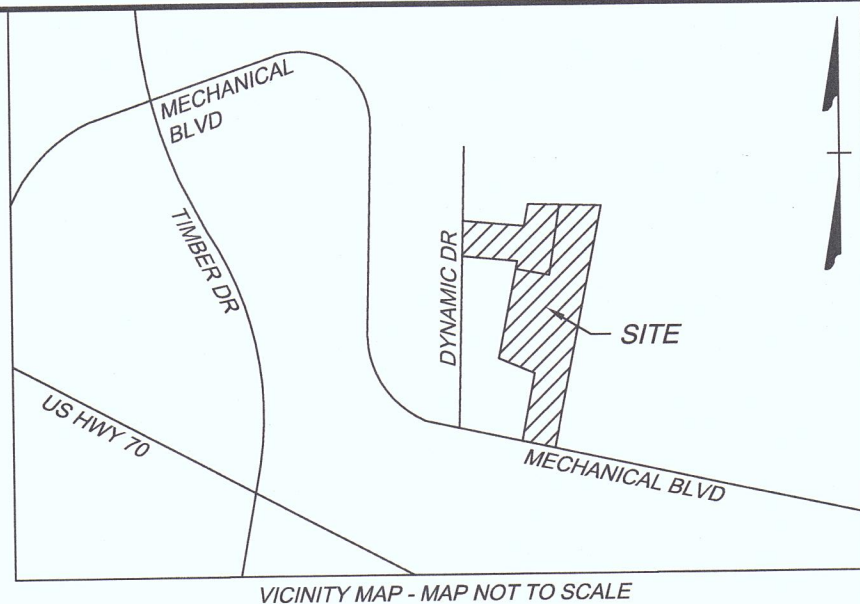 MECHANICAL
BLVD
TIMBER DR
DYNAMIC DR
SITE
US HWY 70
MECHANICAL BLVD
VICINITY MAP - MAP NOT TO SCALE